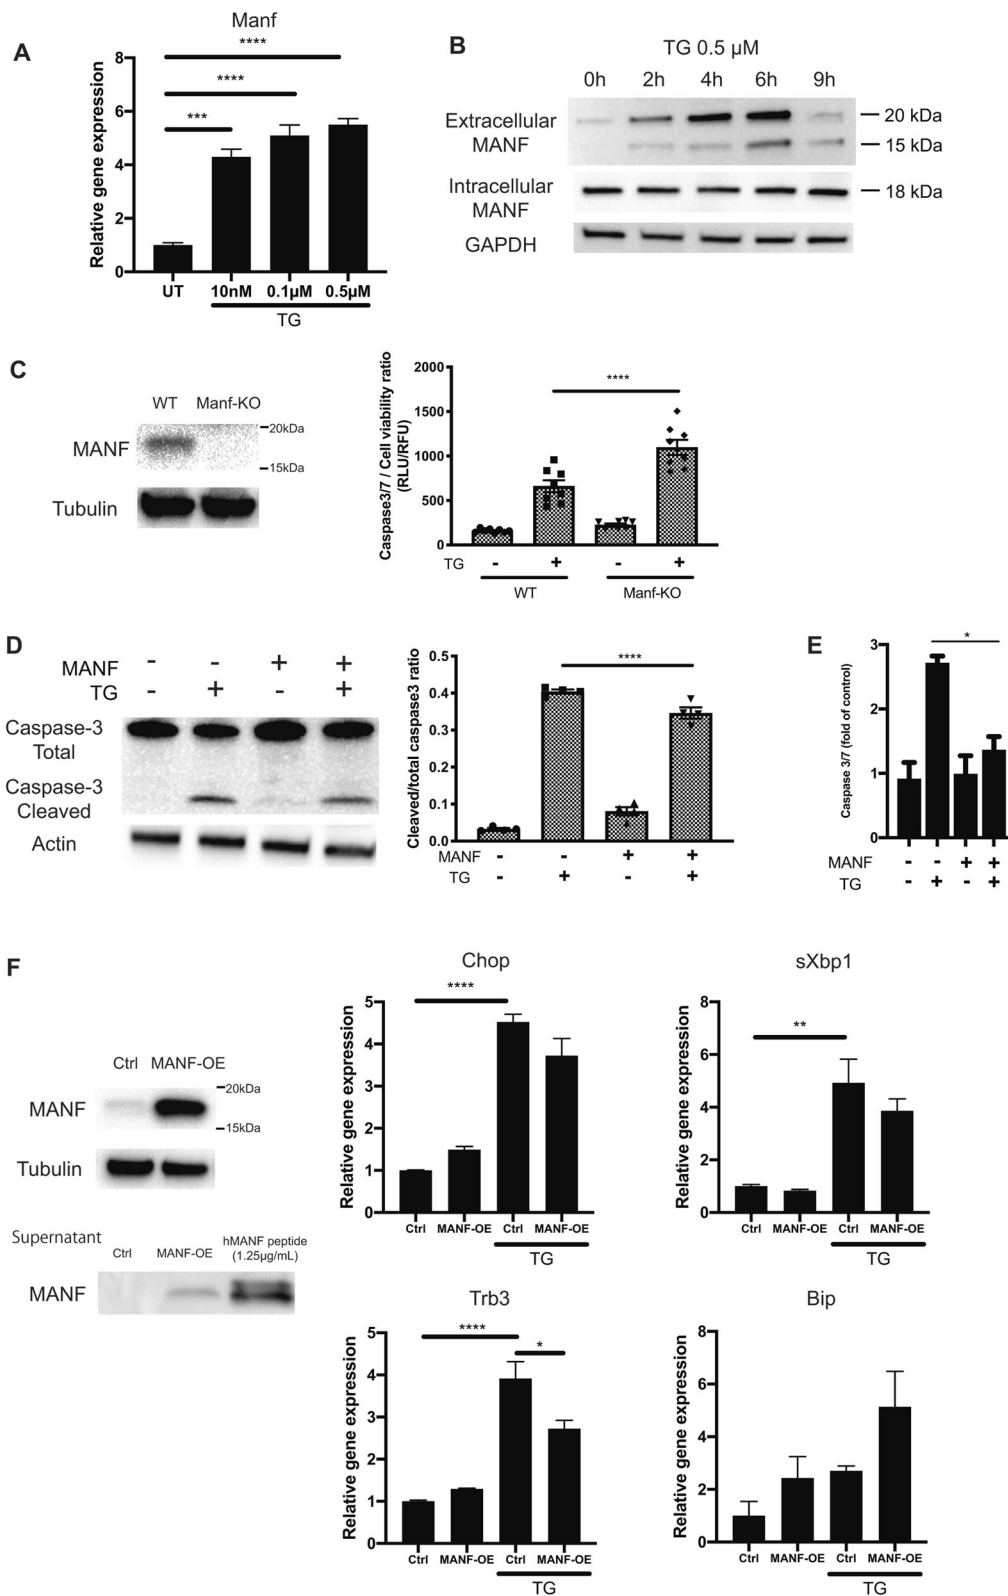 A
Manf
****
****
***
Relative gene expression
8
6
4
2
0
UT 10nM 0.1µM 0.5µM
TG
B
TG 0.5 µM
0h 2h 4h 6h 9h
Extracellular
MANF
20 kDa
15 kDa
Intracellular
MANF
18 kDa
GAPDH
C
WT Manf-KO
MANF
20kDa
15kDa
Tubulin
Caspase3/7 / Cell viability ratio
(RLU/RFU)
2000
1500
1000
500
0
****
TG - + - +
WT Manf-KO
D
MANF - - + +
TG - + - +
Caspase-3
Total
Caspase-3
Cleaved
Actin
Cleaved/total caspase3 ratio
0.5
0.4
0.3
0.2
0.1
0.0
****
MANF - - + +
TG - + - +
E
Caspase 3/7 (fold of control)
3
2
1
0
*
MANF - - + +
TG - + - +
F
Ctrl MANF-OE
MANF
20kDa
15kDa
Tubulin
Supernatant
Ctrl MANF-OE hMANF peptide
(1.25µg/mL)
MANF
Chop
Relative gene expression
5
4
3
2
1
0
****
Ctrl MANF-OE Ctrl MANF-OE
TG
sXbp1
Relative gene expression
8
6
4
2
0
**
Ctrl MANF-OE Ctrl MANF-OE
TG
Trb3
Relative gene expression
5
4
3
2
1
0
****
*
Ctrl MANF-OE Ctrl MANF-OE
TG
Bip
Relative gene expression
8
6
4
2
0
Ctrl MANF-OE Ctrl MANF-OE
TG